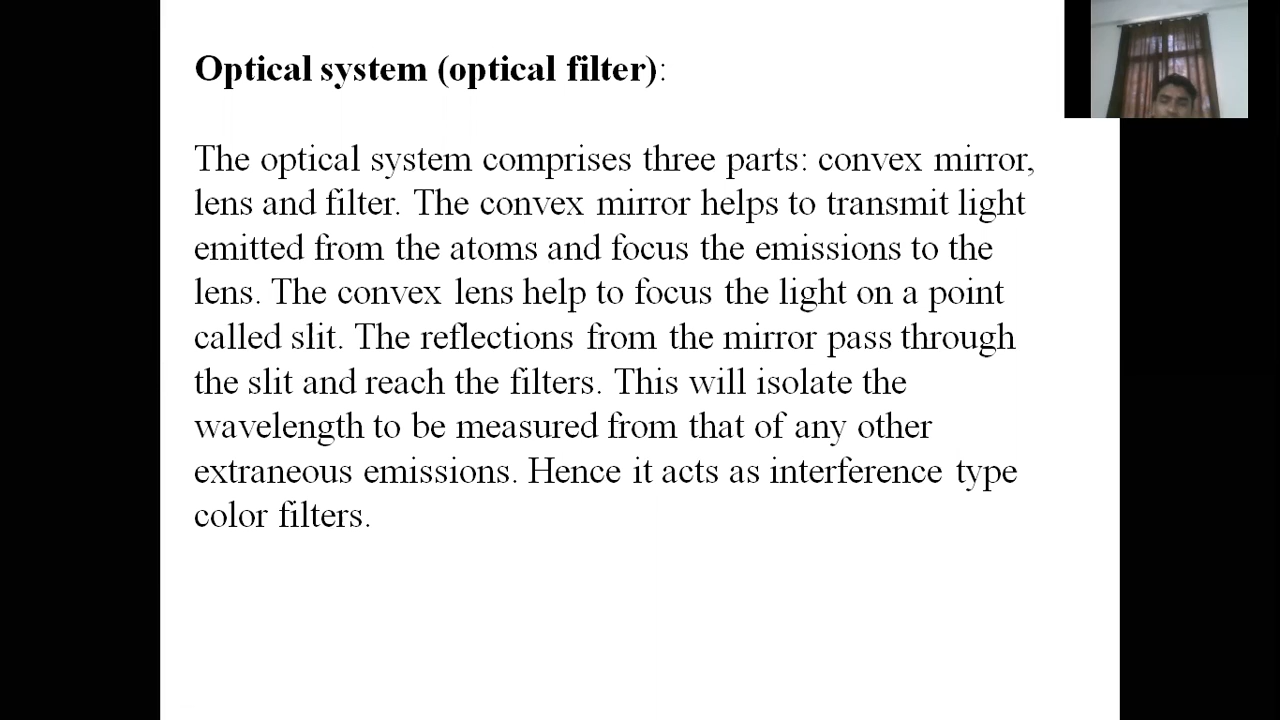 Optical system (optical filter):
The optical system comprises three parts: convex mirror,
lens and filter. The convex mirror helps to transmit light
emitted from the atoms and focus the emissions to the
lens. The convex lens help to focus the light on a point
called slit. The reflections from the mirror pass through
the slit and reach the filters. This will isolate the
wavelength to be measured from that of any other
extraneous emissions. Hence it acts as interference type
color filters.